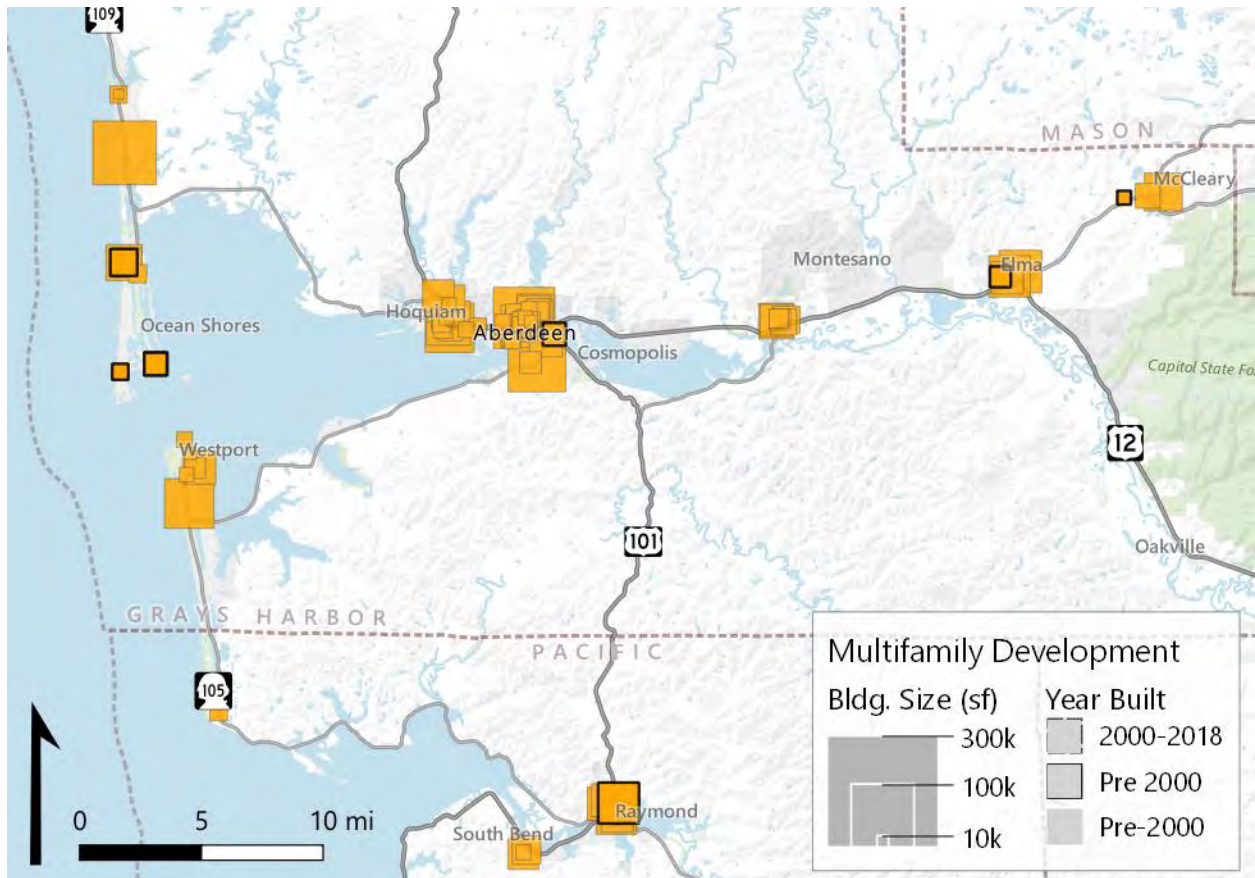 109
MASON
McCleary
Montesano
Elma
Hoquiam
Ocean Shores
Aberdeen
Cosmopolis
Capitol State Fo
Westport
12
101
Oakville
GRAYS HARBOR
PACIFIC
105
Raymond
South Bend
0 5 10 mi
Multifamily Development
Bldg. Size (sf)
300k
100k
10k
Year Built
2000-2018
Pre 2000
Pre-2000